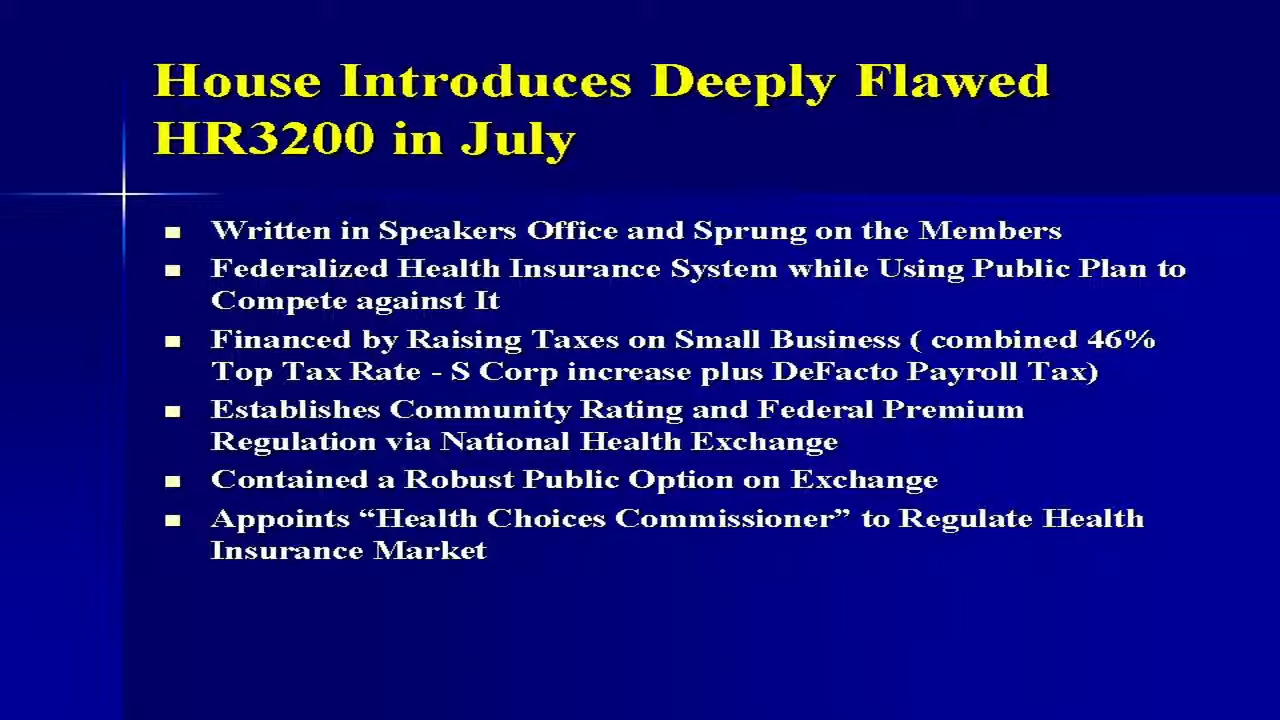 House Introduces Deeply Flawed
HR3200 in July
Written in Speakers Office and Sprung on the Members
Federalized Health Insurance System while Using Public Plan to
Compete against It
Financed by Raising Taxes on Small Business ( combined 46%
Top Tax Rate - S Corp increase plus DeFacto Payroll Tax)
Establishes Community Rating and Federal Premium
Regulation via National Health Exchange
Contained a Robust Public Option on Exchange
Appoints “Health Choices Commissioner” to Regulate Health
Insurance Market